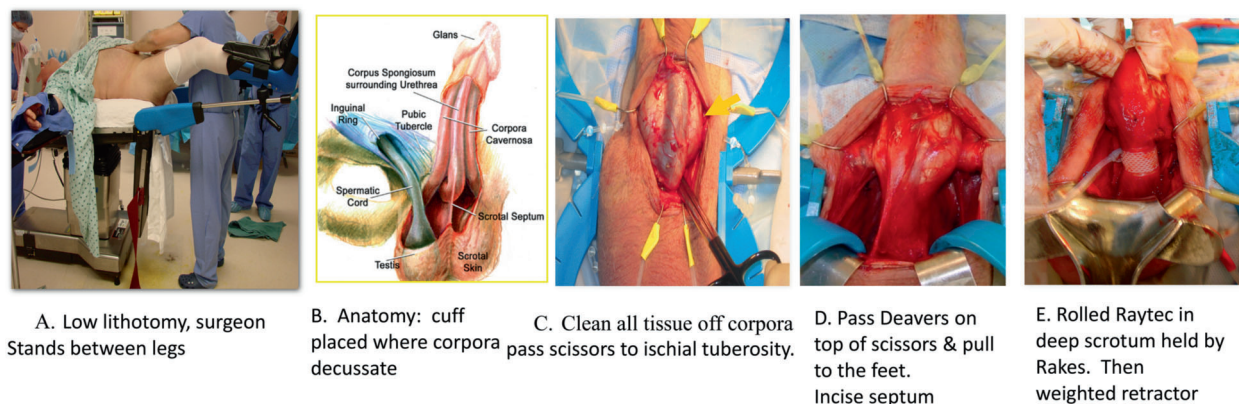 Glans
Corpus Spongiosum
surrounding Urethrea
Inguinal
Ring
Pubic
Tubercle
Corpora
Cavernosa
Spermatic
Cord
Scrotal Septum
Testis
Scrotal
Skin
A. Low lithotomy, surgeon
Stands between legs
B. Anatomy: cuff
placed where corpora
decussate
C. Clean all tissue off corpora
pass scissors to ischial tuberosity.
D. Pass Deavers on
top of scissors & pull
to the feet.
Incise septum
E. Rolled Raytec in
deep scrotum held by
Rakes. Then
weighted retractor